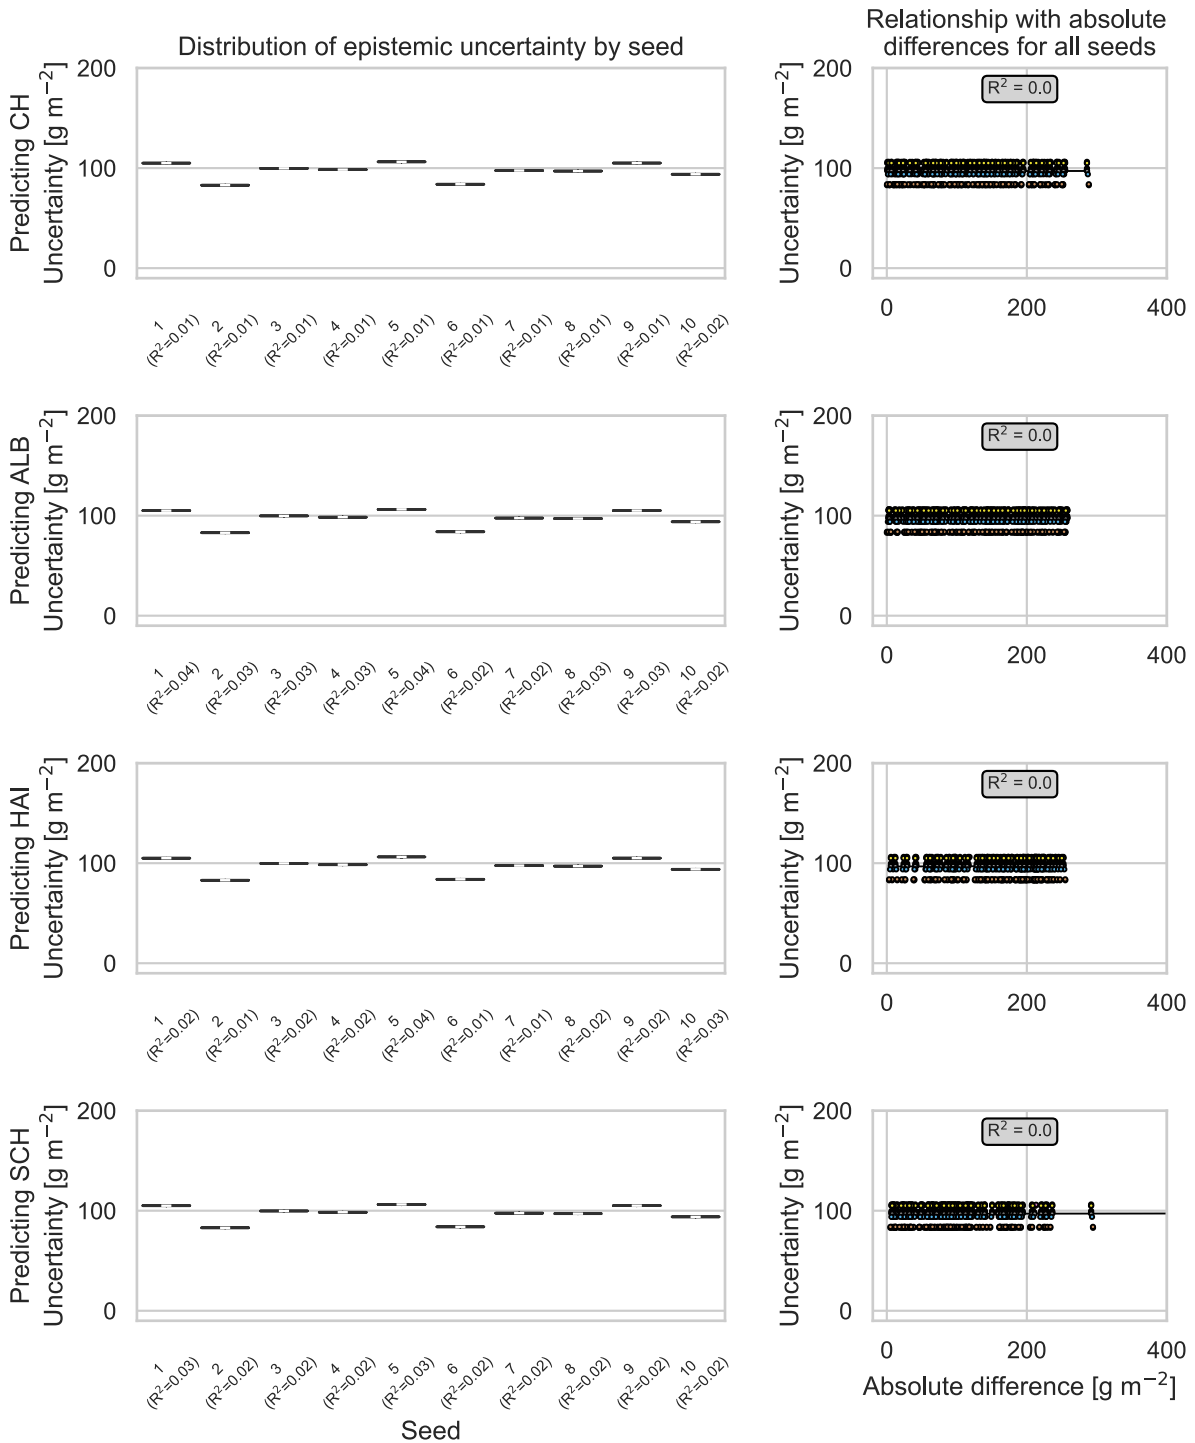 Distribution of epistemic uncertainty by seed
Relationship with absolute
differences for all seeds
Predicting CH
Uncertainty [g m⁻²]
200
100
0
1
(R²=0.01)
2
(R²=0.01)
3
(R²=0.01)
4
(R²=0.01)
5
(R²=0.01)
6
(R²=0.01)
7
(R²=0.01)
8
(R²=0.01)
9
(R²=0.01)
10
(R²=0.02)
Uncertainty [g m⁻²]
200
100
0
R² = 0.0
0
200
400
Predicting ALB
Uncertainty [g m⁻²]
200
100
0
1
(R²=0.04)
2
(R²=0.03)
3
(R²=0.03)
4
(R²=0.03)
5
(R²=0.04)
6
(R²=0.02)
7
(R²=0.02)
8
(R²=0.03)
9
(R²=0.03)
10
(R²=0.02)
Uncertainty [g m⁻²]
200
100
0
R² = 0.0
0
200
400
Predicting HAI
Uncertainty [g m⁻²]
200
100
0
1
(R²=0.02)
2
(R²=0.01)
3
(R²=0.02)
4
(R²=0.02)
5
(R²=0.04)
6
(R²=0.01)
7
(R²=0.01)
8
(R²=0.02)
9
(R²=0.02)
10
(R²=0.03)
Uncertainty [g m⁻²]
200
100
0
R² = 0.0
0
200
400
Predicting SCH
Uncertainty [g m⁻²]
200
100
0
1
(R²=0.03)
2
(R²=0.02)
3
(R²=0.02)
4
(R²=0.02)
5
(R²=0.03)
6
(R²=0.02)
7
(R²=0.02)
8
(R²=0.02)
9
(R²=0.02)
10
(R²=0.02)
Seed
Uncertainty [g m⁻²]
200
100
0
R² = 0.0
0
200
400
Absolute difference [g m⁻²]